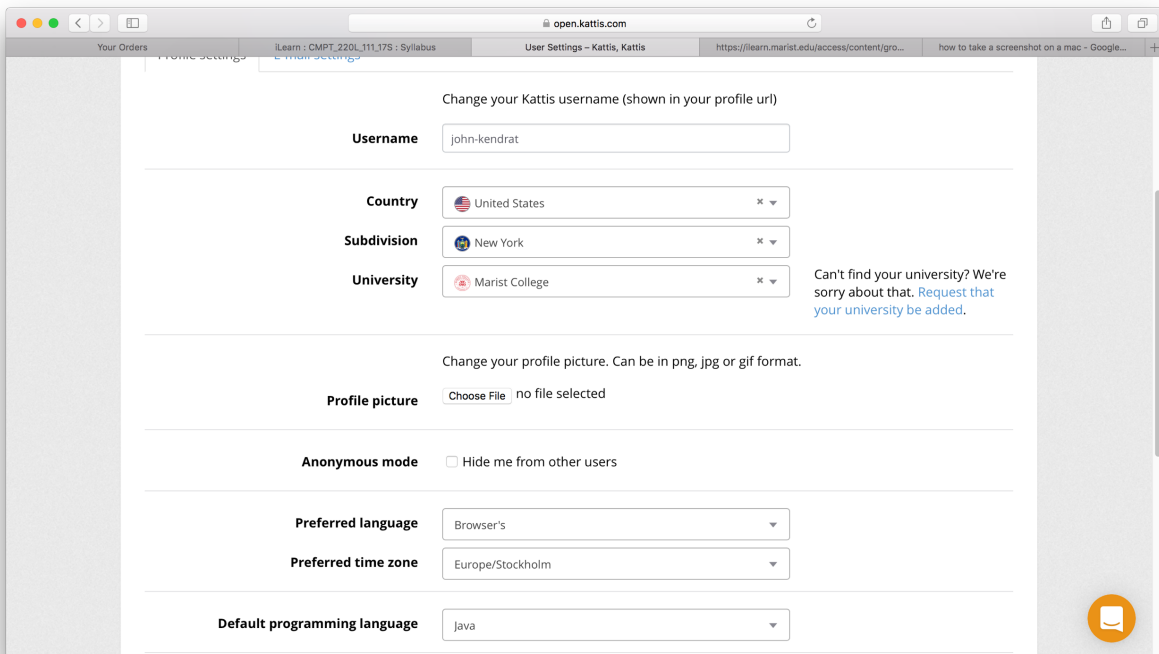 open.kattis.com
Your Orders
iLearn : CMPT_220L_111_17S : Syllabus
User Settings – Kattis, Kattis
https://ilearn.marist.edu/access/content/gro...
how to take a screenshot on a mac - Google...
Profile settings
E-mail settings
Change your Kattis username (shown in your profile url)
Username
john-kendrat
Country
United States
Subdivision
New York
University
Marist College
Can't find your university? We're
sorry about that. Request that
your university be added.
Change your profile picture. Can be in png, jpg or gif format.
Profile picture
Choose File no file selected
Anonymous mode
Hide me from other users
Preferred language
Browser's
Preferred time zone
Europe/Stockholm
Default programming language
Java